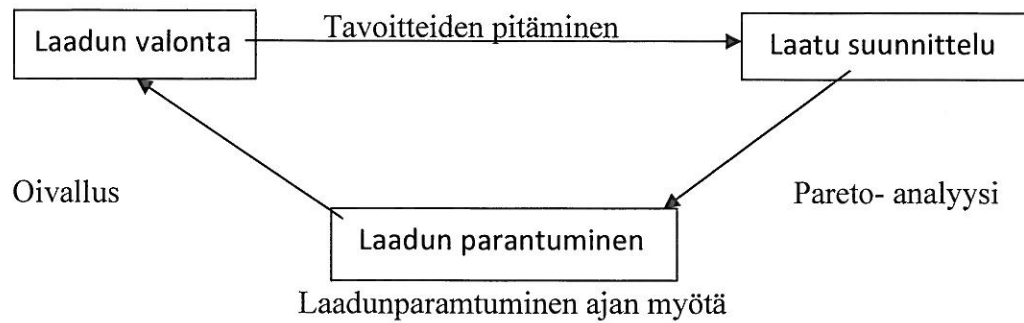 Laadun valonta
Tavoitteiden pitäminen
Laatu suunnittelu
Oivallus
Pareto- analyysi
Laadun parantuminen
Laadunparamtuminen ajan myötä